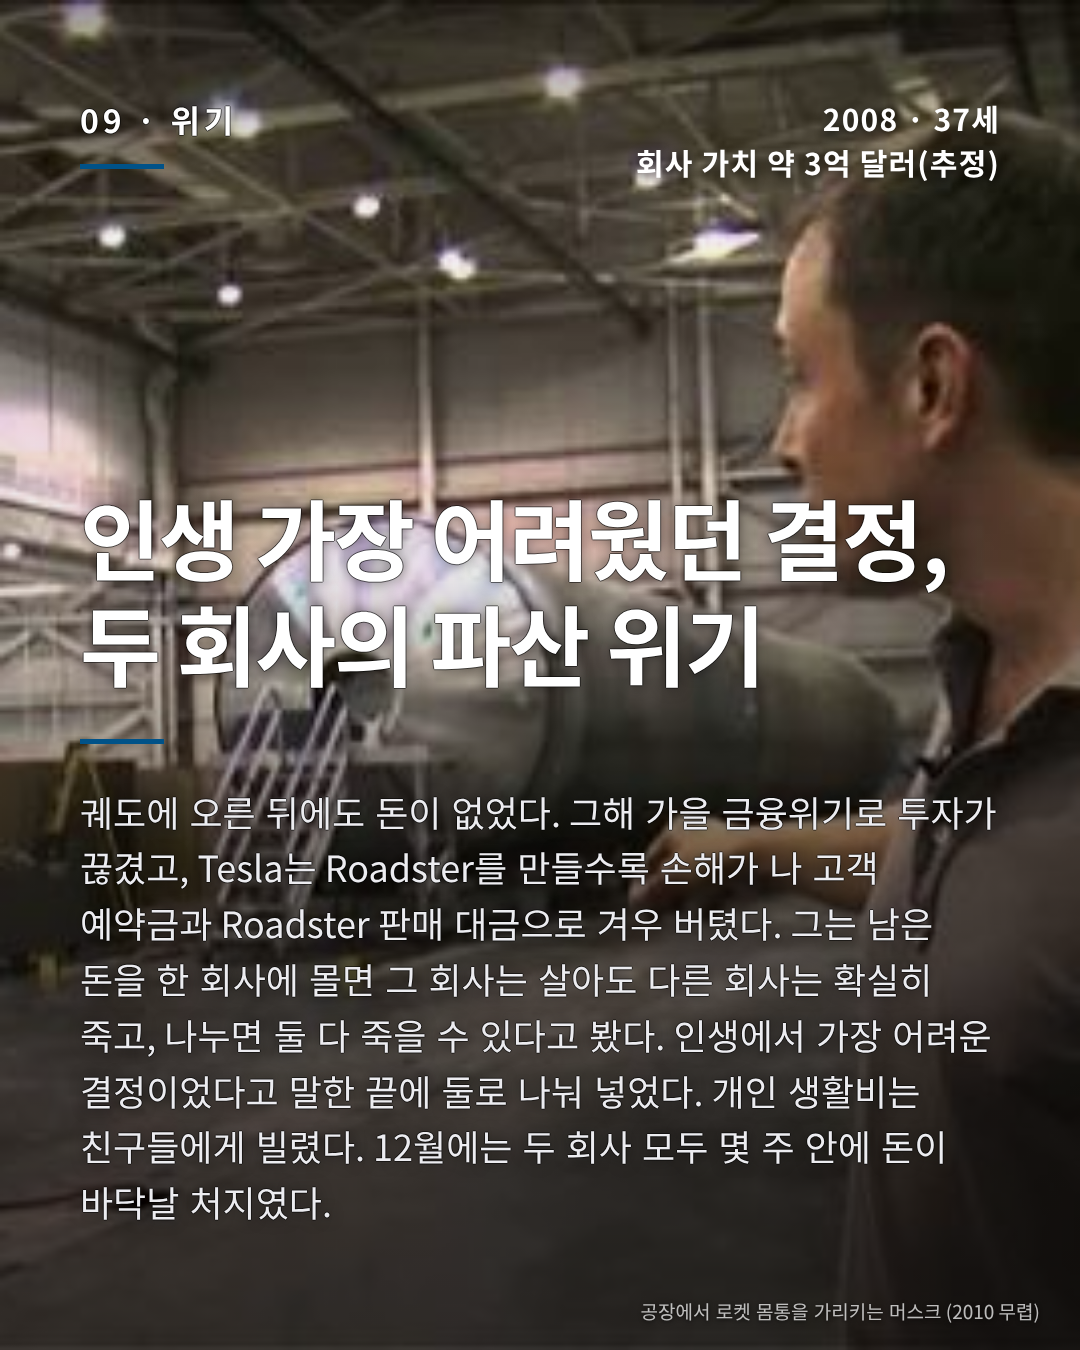 09 · 위기
2008 · 37세
회사 가치 약 3억 달러(추정)
인생 가장 어려웠던 결정,
두 회사의 파산 위기
궤도에 오른 뒤에도 돈이 없었다. 그해 가을 금융위기로 투자가
끊겼고, Tesla는 Roadster를 만들수록 손해가 나 고객
예약금과 Roadster 판매 대금으로 겨우 버텼다. 그는 남은
돈을 한 회사에 몰면 그 회사는 살아도 다른 회사는 확실히
죽고, 나누면 둘 다 죽을 수 있다고 봤다. 인생에서 가장 어려운
결정이었다고 말한 끝에 둘로 나눠 넣었다. 개인 생활비는
친구들에게 빌렸다. 12월에는 두 회사 모두 몇 주 안에 돈이
바닥날 처지였다.
공장에서 로켓 몸통을 가리키는 머스크 (2010 무렵)